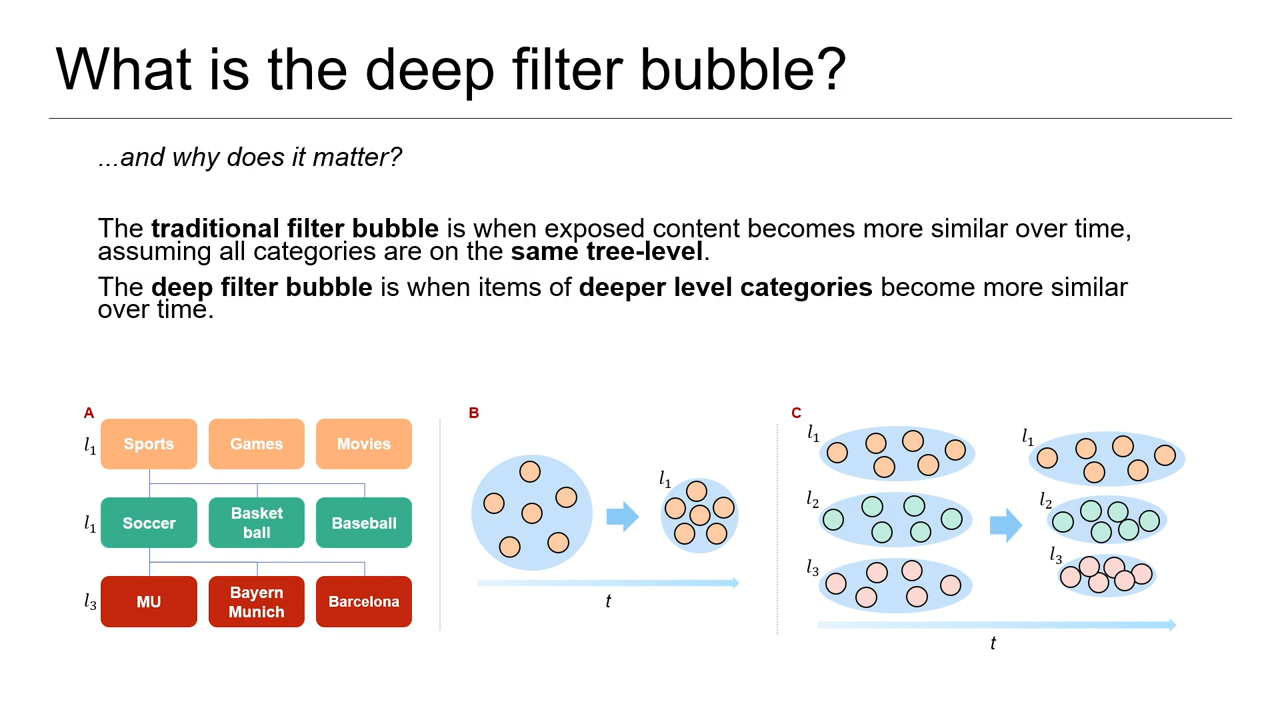 What is the deep filter bubble?
...and why does it matter?
The traditional filter bubble is when exposed content becomes more similar over time,
assuming all categories are on the same tree-level.
The deep filter bubble is when items of deeper level categories become more similar
over time.
A
l₁ Sports Games Movies
l₁ Soccer Basket ball Baseball
l₃ MU Bayern Munich Barcelona
B
l₁
t
C
l₁
l₂
l₃
l₁
l₂
l₃
t